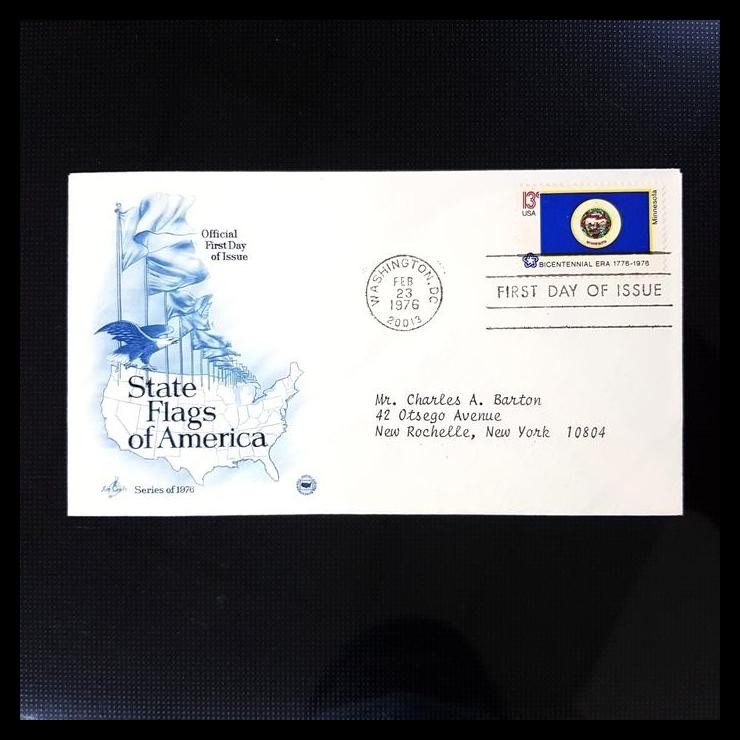 Official
First Day
of Issue
13¢
USA
Minnesota
BICENTENNIAL ERA 1776-1976
WASHINGTON, DC
FEB
23
1976
20013
FIRST DAY OF ISSUE
State
Flags
of America
Mr. Charles A. Barton
42 Otsego Avenue
New Rochelle, New York 10804
Series of 1976